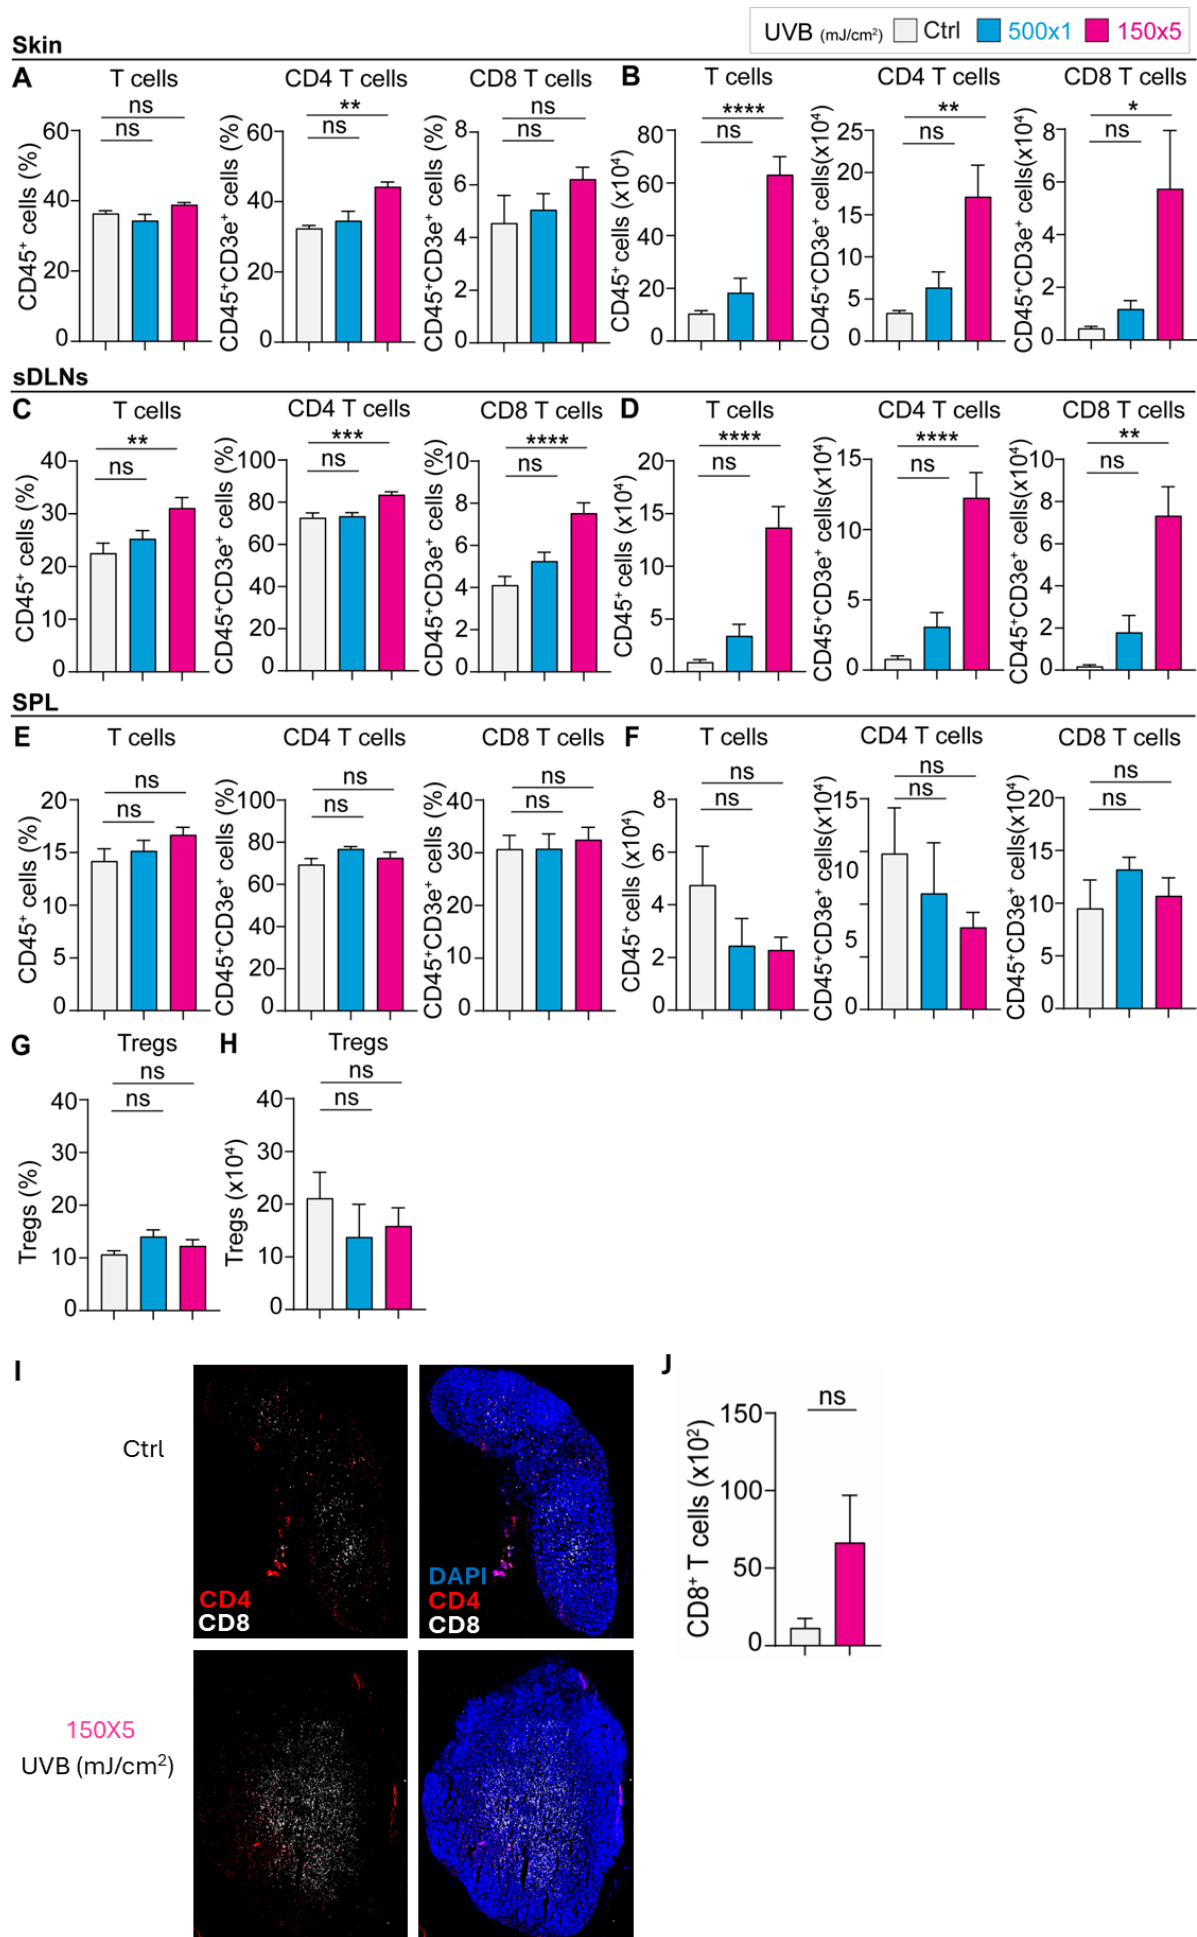 UVB (mJ/cm²) Ctrl 500x1 150x5
Skin
A
T cells
ns
ns
CD45⁺ cells (%)
60
40
20
0
CD4 T cells
**
ns
CD45⁺CD3e⁺ cells (%)
60
40
20
0
CD8 T cells
ns
ns
CD45⁺CD3e⁺ cells (%)
8
6
4
2
0
B
T cells
****
ns
CD45⁺ cells (x10⁴)
80
60
40
20
0
CD4 T cells
**
ns
CD45⁺CD3e⁺ cells(x10⁴)
25
20
15
10
5
0
CD8 T cells
*
ns
CD45⁺CD3e⁺ cells(x10⁴)
8
6
4
2
0
sDLNs
C
T cells
**
ns
CD45⁺ cells (%)
40
30
20
10
0
CD4 T cells
***
ns
CD45⁺CD3e⁺ cells (%)
100
80
60
40
20
0
CD8 T cells
****
ns
CD45⁺CD3e⁺ cells (%)
10
8
6
4
2
0
D
T cells
****
ns
CD45⁺ cells (x10⁴)
20
15
10
5
0
CD4 T cells
****
ns
CD45⁺CD3e⁺ cells(x10⁴)
15
10
5
0
CD8 T cells
**
ns
CD45⁺CD3e⁺ cells(x10⁴)
10
8
6
4
2
0
SPL
E
T cells
ns
ns
CD45⁺ cells (%)
20
15
10
5
0
CD4 T cells
ns
ns
CD45⁺CD3e⁺ cells (%)
100
80
60
40
20
0
CD8 T cells
ns
ns
CD45⁺CD3e⁺ cells (%)
40
30
20
10
0
F
T cells
ns
ns
CD45⁺ cells (x10⁴)
8
6
4
2
0
CD4 T cells
ns
ns
CD45⁺CD3e⁺ cells(x10⁴)
15
10
5
0
CD8 T cells
ns
ns
CD45⁺CD3e⁺ cells(x10⁴)
20
15
10
5
0
G
Tregs
ns
ns
Tregs (%)
40
30
20
10
0
H
Tregs
ns
ns
Tregs (x10⁴)
40
30
20
10
0
I
Ctrl
CD4
CD8
DAPI
CD4
CD8
150X5
UVB (mJ/cm²)
J
ns
CD8⁺ T cells (x10²)
150
100
50
0